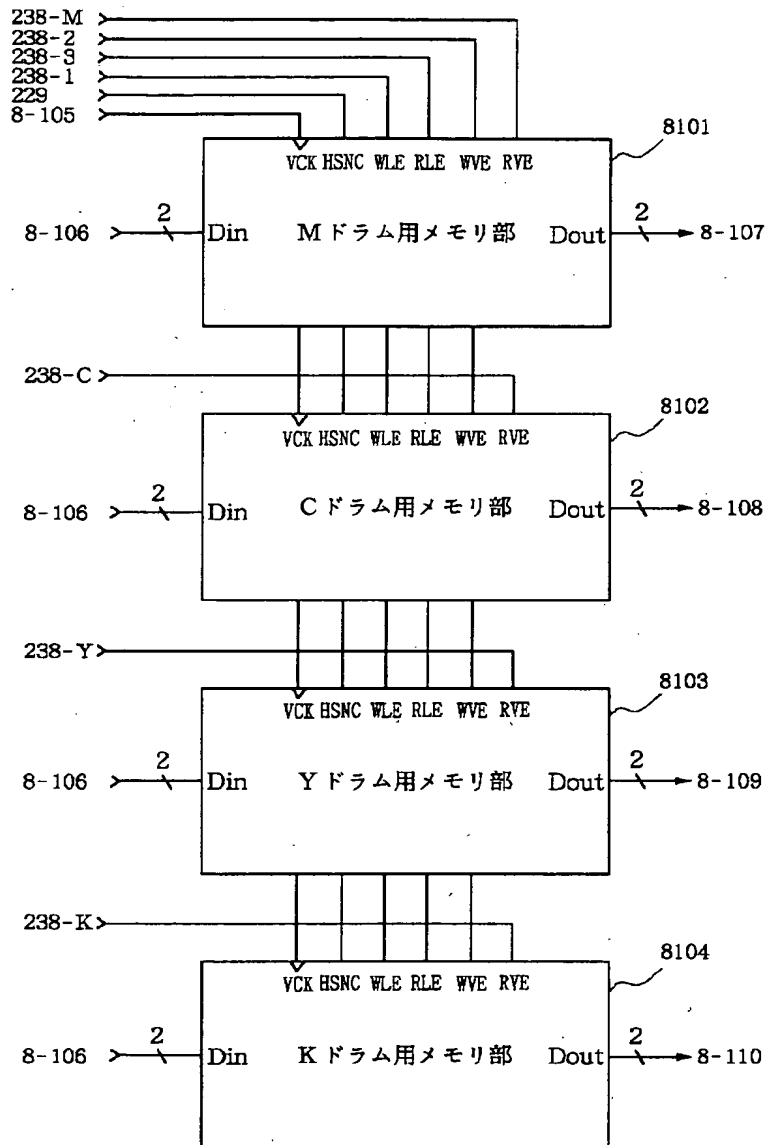 238-M
238-2
238-3
238-1
229
8-105
8101
VCK HSNC WLE RLE WVE RVE
8-106 2 Din Mドラム用メモリ部 Dout 2 8-107
238-C
8102
VCK HSNC WLE RLE WVE RVE
8-106 2 Din Cドラム用メモリ部 Dout 2 8-108
238-Y
8103
VCK HSNC WLE RLE WVE RVE
8-106 2 Din Yドラム用メモリ部 Dout 2 8-109
238-K
8104
VCK HSNC WLE RLE WVE RVE
8-106 2 Din Kドラム用メモリ部 Dout 2 8-110